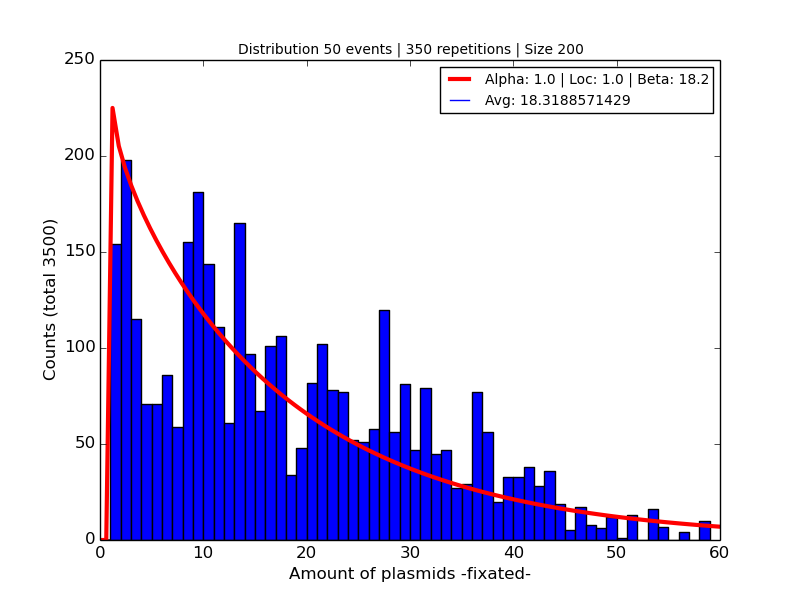 Distribution 50 events | 350 repetitions | Size 200
Alpha: 1.0 | Loc: 1.0 | Beta: 18.2
Avg: 18.3188571429
250
200
150
100
50
0
Counts (total 3500)
0 10 20 30 40 50 60
Amount of plasmids -fixated-